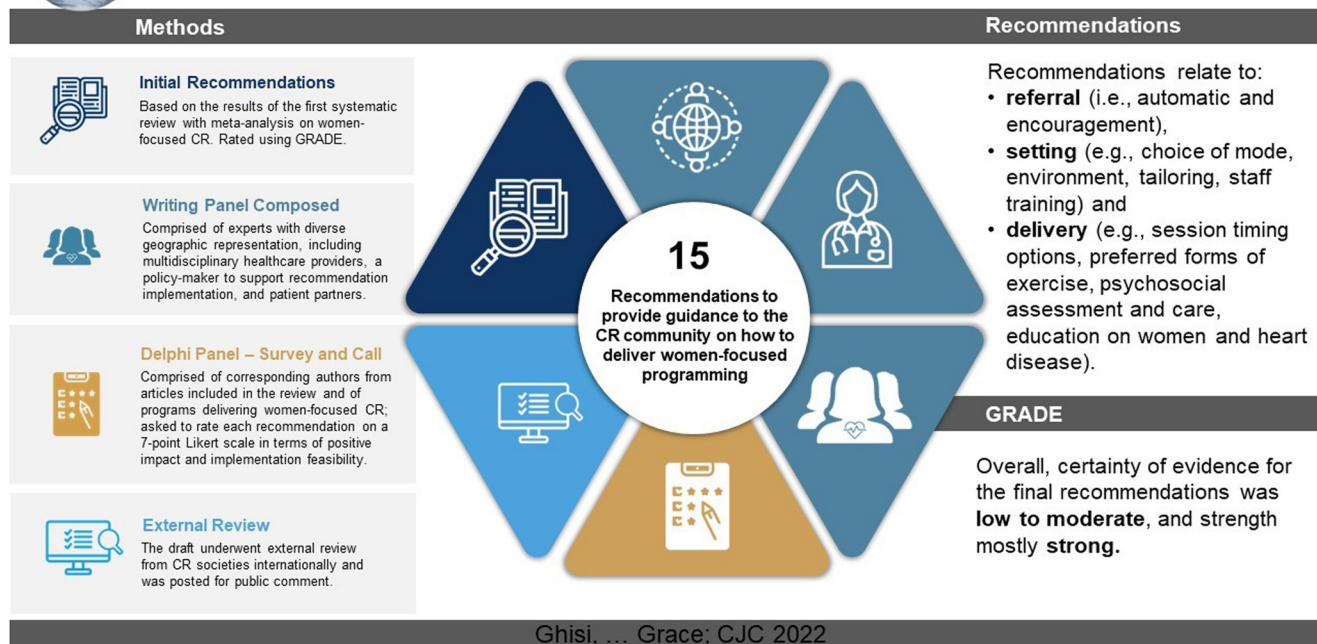 Methods
Initial Recommendations
Based on the results of the first systematic
review with meta-analysis on women-
focused CR. Rated using GRADE.
Writing Panel Composed
Comprised of experts with diverse
geographic representation, including
multidisciplinary healthcare providers, a
policy-maker to support recommendation
implementation, and patient partners.
Delphi Panel – Survey and Call
Comprised of corresponding authors from
articles included in the review and of
programs delivering women-focused CR;
asked to rate each recommendation on a
7-point Likert scale in terms of positive
impact and implementation feasibility.
External Review
The draft underwent external review
from CR societies internationally and
was posted for public comment.
15
Recommendations to
provide guidance to the
CR community on how to
deliver women-focused
programming
Recommendations
Recommendations relate to:
• referral (i.e., automatic and
encouragement),
• setting (e.g., choice of mode,
environment, tailoring, staff
training) and
• delivery (e.g., session timing
options, preferred forms of
exercise, psychosocial
assessment and care,
education on women and heart
disease).
GRADE
Overall, certainty of evidence for
the final recommendations was
low to moderate, and strength
mostly strong.
Ghisi, … Grace; CJC 2022